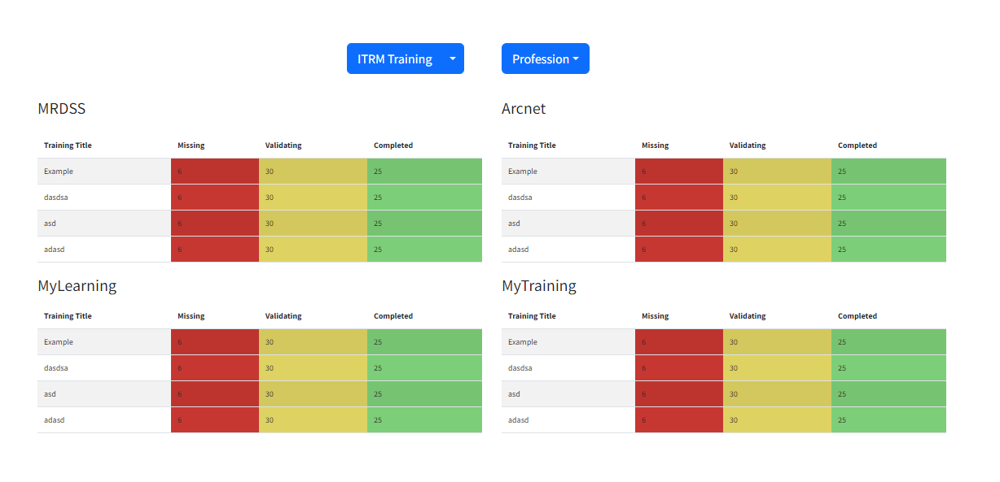 ITRM Training
Profession
MRDSS
Training Title Missing Validating Completed
Example 6 30 25
dasdsa 6 30 25
asd 6 30 25
adasd 6 30 25
Arcnet
Training Title Missing Validating Completed
Example 6 30 25
dasdsa 6 30 25
asd 6 30 25
adasd 6 30 25
MyLearning
Training Title Missing Validating Completed
Example 6 30 25
dasdsa 6 30 25
asd 6 30 25
adasd 6 30 25
MyTraining
Training Title Missing Validating Completed
Example 6 30 25
dasdsa 6 30 25
asd 6 30 25
adasd 6 30 25